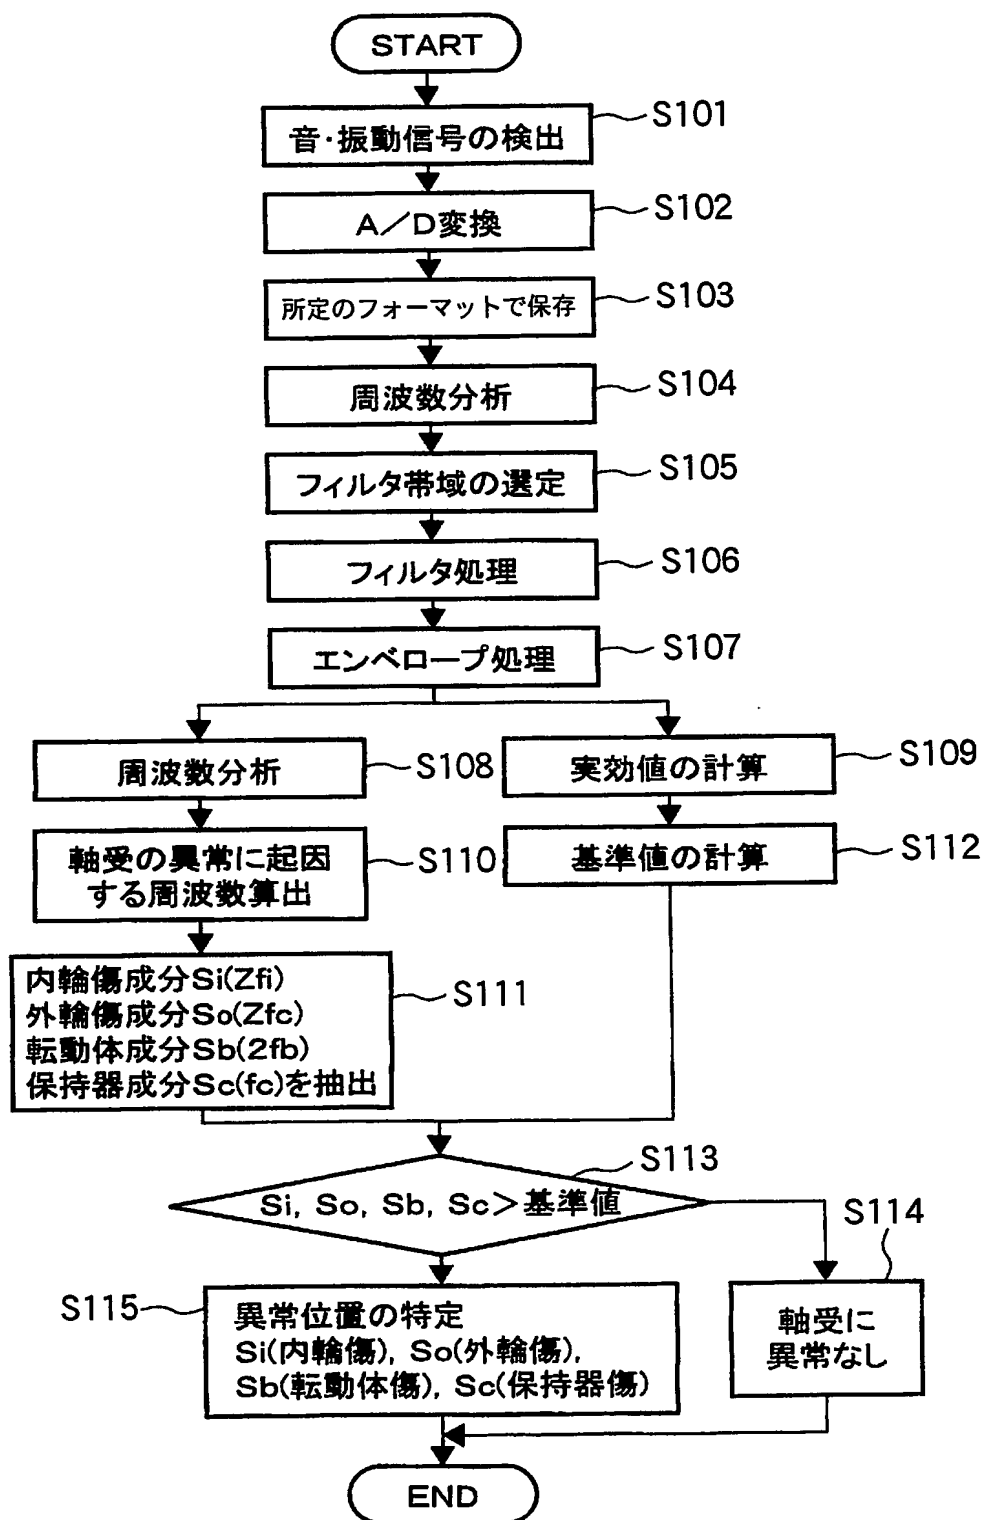 START
音・振動信号の検出
S101
A／D変換
S102
所定のフォーマットで保存
S103
周波数分析
S104
フィルタ帯域の選定
S105
フィルタ処理
S106
エンベロープ処理
S107
周波数分析
S108
実効値の計算
S109
軸受の異常に起因
する周波数算出
S110
基準値の計算
S112
内輪傷成分Si(Zfi)
外輪傷成分So(Zfc)
転動体成分Sb(2fb)
保持器成分Sc(fc)を抽出
S111
S113
Si, So, Sb, Sc＞基準値
S114
S115
異常位置の特定
Si(内輪傷), So(外輪傷),
Sb(転動体傷), Sc(保持器傷)
軸受に
異常なし
END